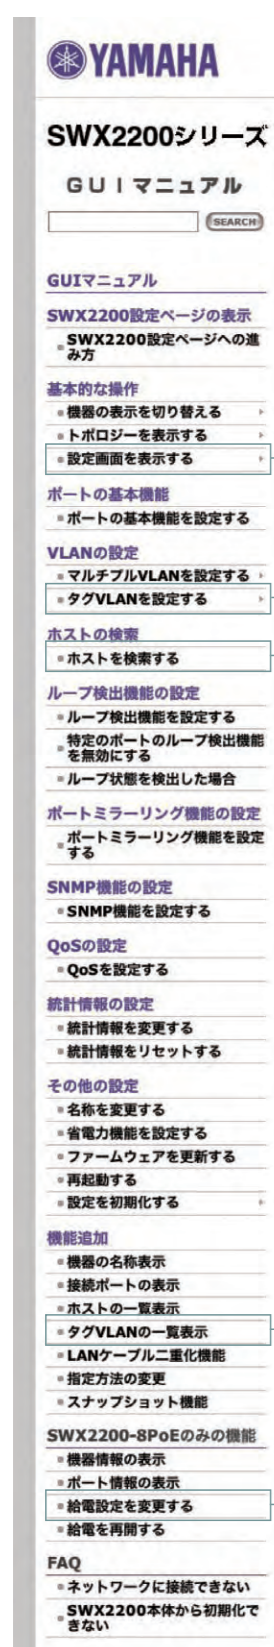 YAMAHA
SWX2200シリーズ
GUIマニュアル
SEARCH
GUIマニュアル
SWX2200設定ページの表示
SWX2200設定ページへの進
み方
基本的な操作
機器の表示を切り替える
トポロジーを表示する
設定画面を表示する
ポートの基本機能
ポートの基本機能を設定する
VLANの設定
マルチプルVLANを設定する
タグVLANを設定する
ホストの検索
ホストを検索する
ループ検出機能の設定
ループ検出機能を設定する
特定のポートのループ検出機能
を無効にする
ループ状態を検出した場合
ポートミラーリング機能の設定
ポートミラーリング機能を設定
する
SNMP機能の設定
SNMP機能を設定する
QoSの設定
QoSを設定する
統計情報の設定
統計情報を変更する
統計情報をリセットする
その他の設定
名称を変更する
省電力機能を設定する
ファームウェアを更新する
再起動する
設定を初期化する
機能追加
機器の名称表示
接続ポートの表示
ホストの一覧表示
タグVLANの一覧表示
LANケーブル二重化機能
指定方法の変更
スナップショット機能
SWX2200-8PoEのみの機能
機器情報の表示
ポート情報の表示
給電設定を変更する
給電を再開する
FAQ
ネットワークに接続できない
SWX2200本体から初期化で
きない